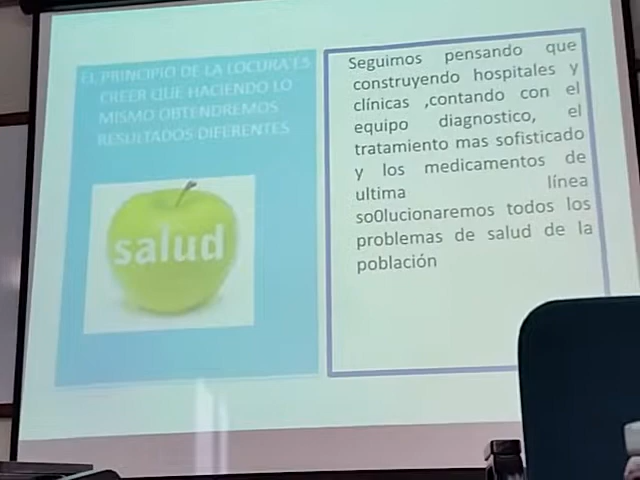 EL PRINCIPIO DE LA LOCURA ES
CREER QUE HACIENDO LO
MISMO OBTENDREMOS
RESULTADOS DIFERENTES
salud
Seguimos pensando que
construyendo hospitales y
clínicas ,contando con el
equipo diagnostico, el
tratamiento mas sofisticado
y los medicamentos de
ultima línea
so0lucionaremos todos los
problemas de salud de la
población